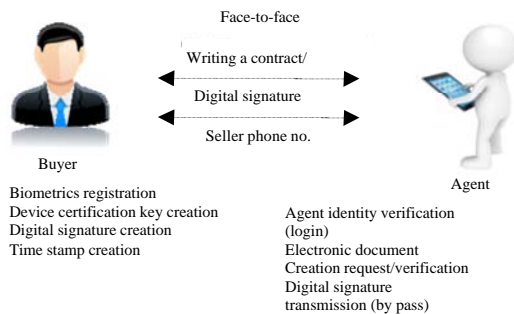 Face-to-face
Writing a contract/
Digital signature
Seller phone no.
Buyer
Agent
Biometrics registration
Device certification key creation
Digital signature creation
Time stamp creation
Agent identity verification
(login)
Electronic document
Creation request/verification
Digital signature
transmission (by pass)